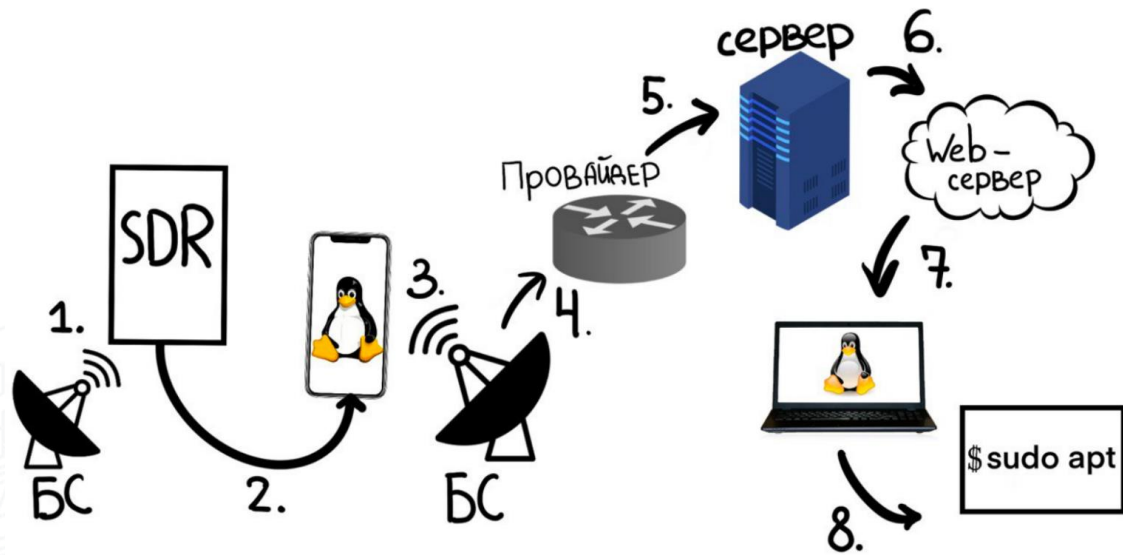 1.
SDR
БС
2.
3.
БС
4.
Провайдер
5.
сервер
6.
Web-
сервер
7.
8.
$ sudo apt